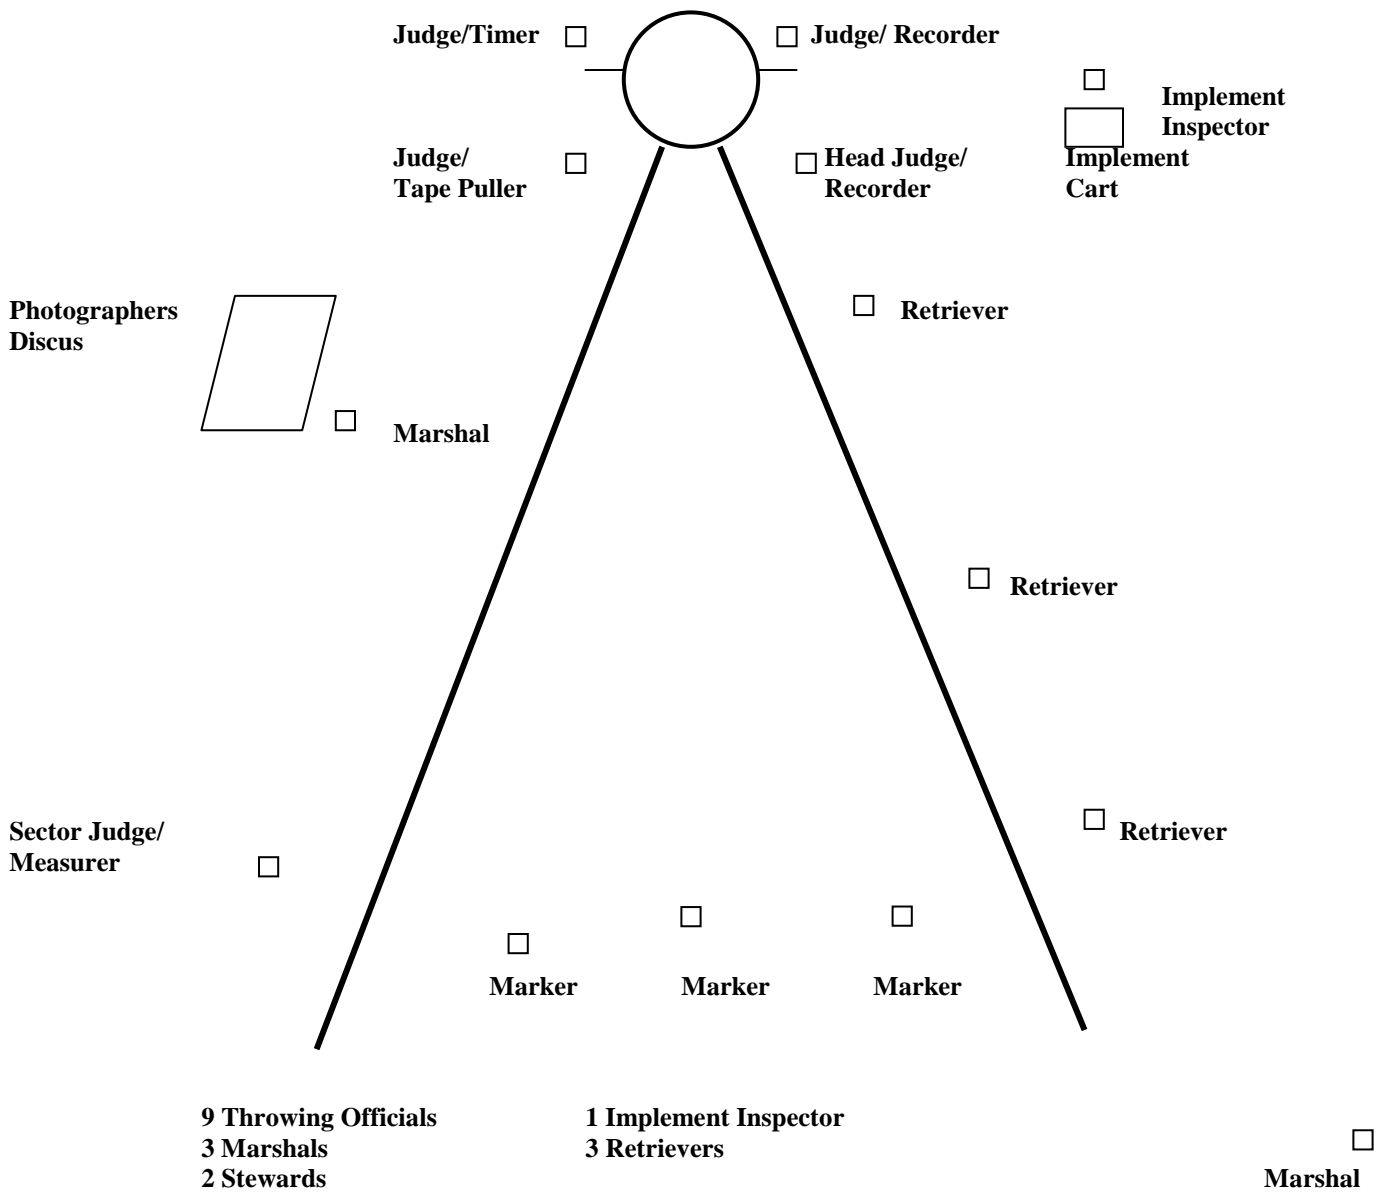 Judge/Timer
Judge/ Recorder
Implement
Inspector
Judge/
Tape Puller
Head Judge/
Recorder
Implement
Cart
Photographers
Discus
Retriever
Marshal
Retriever
Sector Judge/
Measurer
Retriever
Marker
Marker
Marker
9 Throwing Officials
3 Marshals
2 Stewards
1 Implement Inspector
3 Retrievers
Marshal